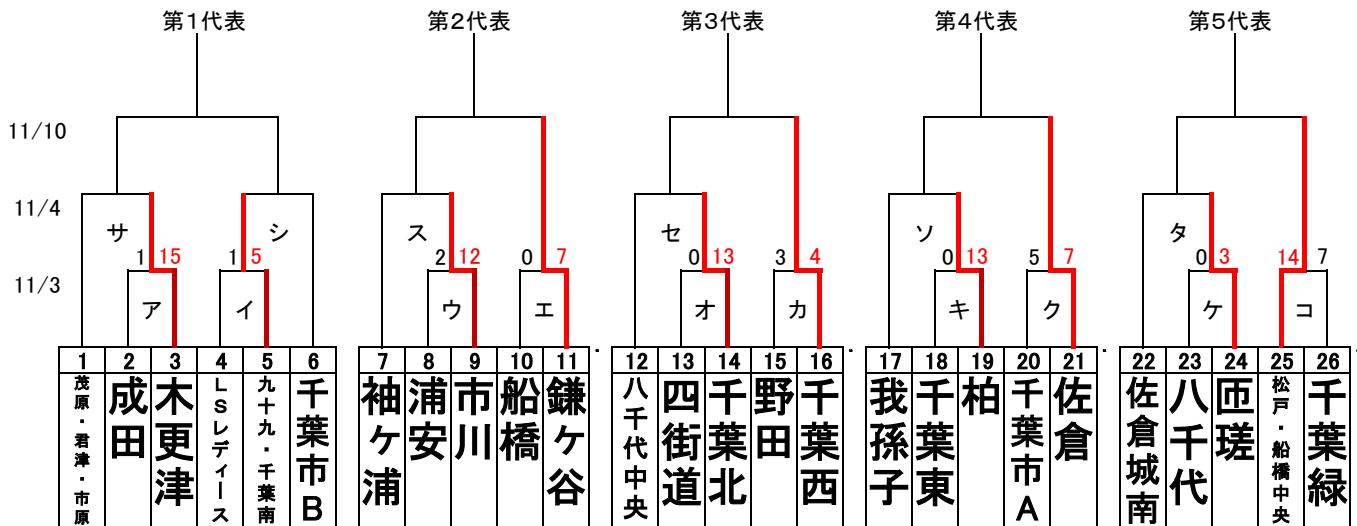 第1代表
第2代表
第3代表
第4代表
第5代表
11/10
11/4
サ
シ
ス
セ
ソ
タ
1 15
1 5
2 12
0 7
0 13
3 4
0 13
5 7
0 3
14 7
11/3
ア
イ
ウ
エ
オ
カ
キ
ク
ケ
コ
1 2 3 4 5 6
7 8 9 10 11
12 13 14 15 16
17 18 19 20 21
22 23 24 25 26
茂原・君津・市原
成田
木更津
LSレディース
九十九・千葉南
千葉市B
袖ヶ浦
浦安
市川
船橋
鎌ヶ谷
八千代中央
四街道
千葉北
野田
千葉西
我孫子
千葉東
柏
千葉市A
佐倉
佐倉城南
八千代
匝瑳
松戸・船橋中央
千葉緑